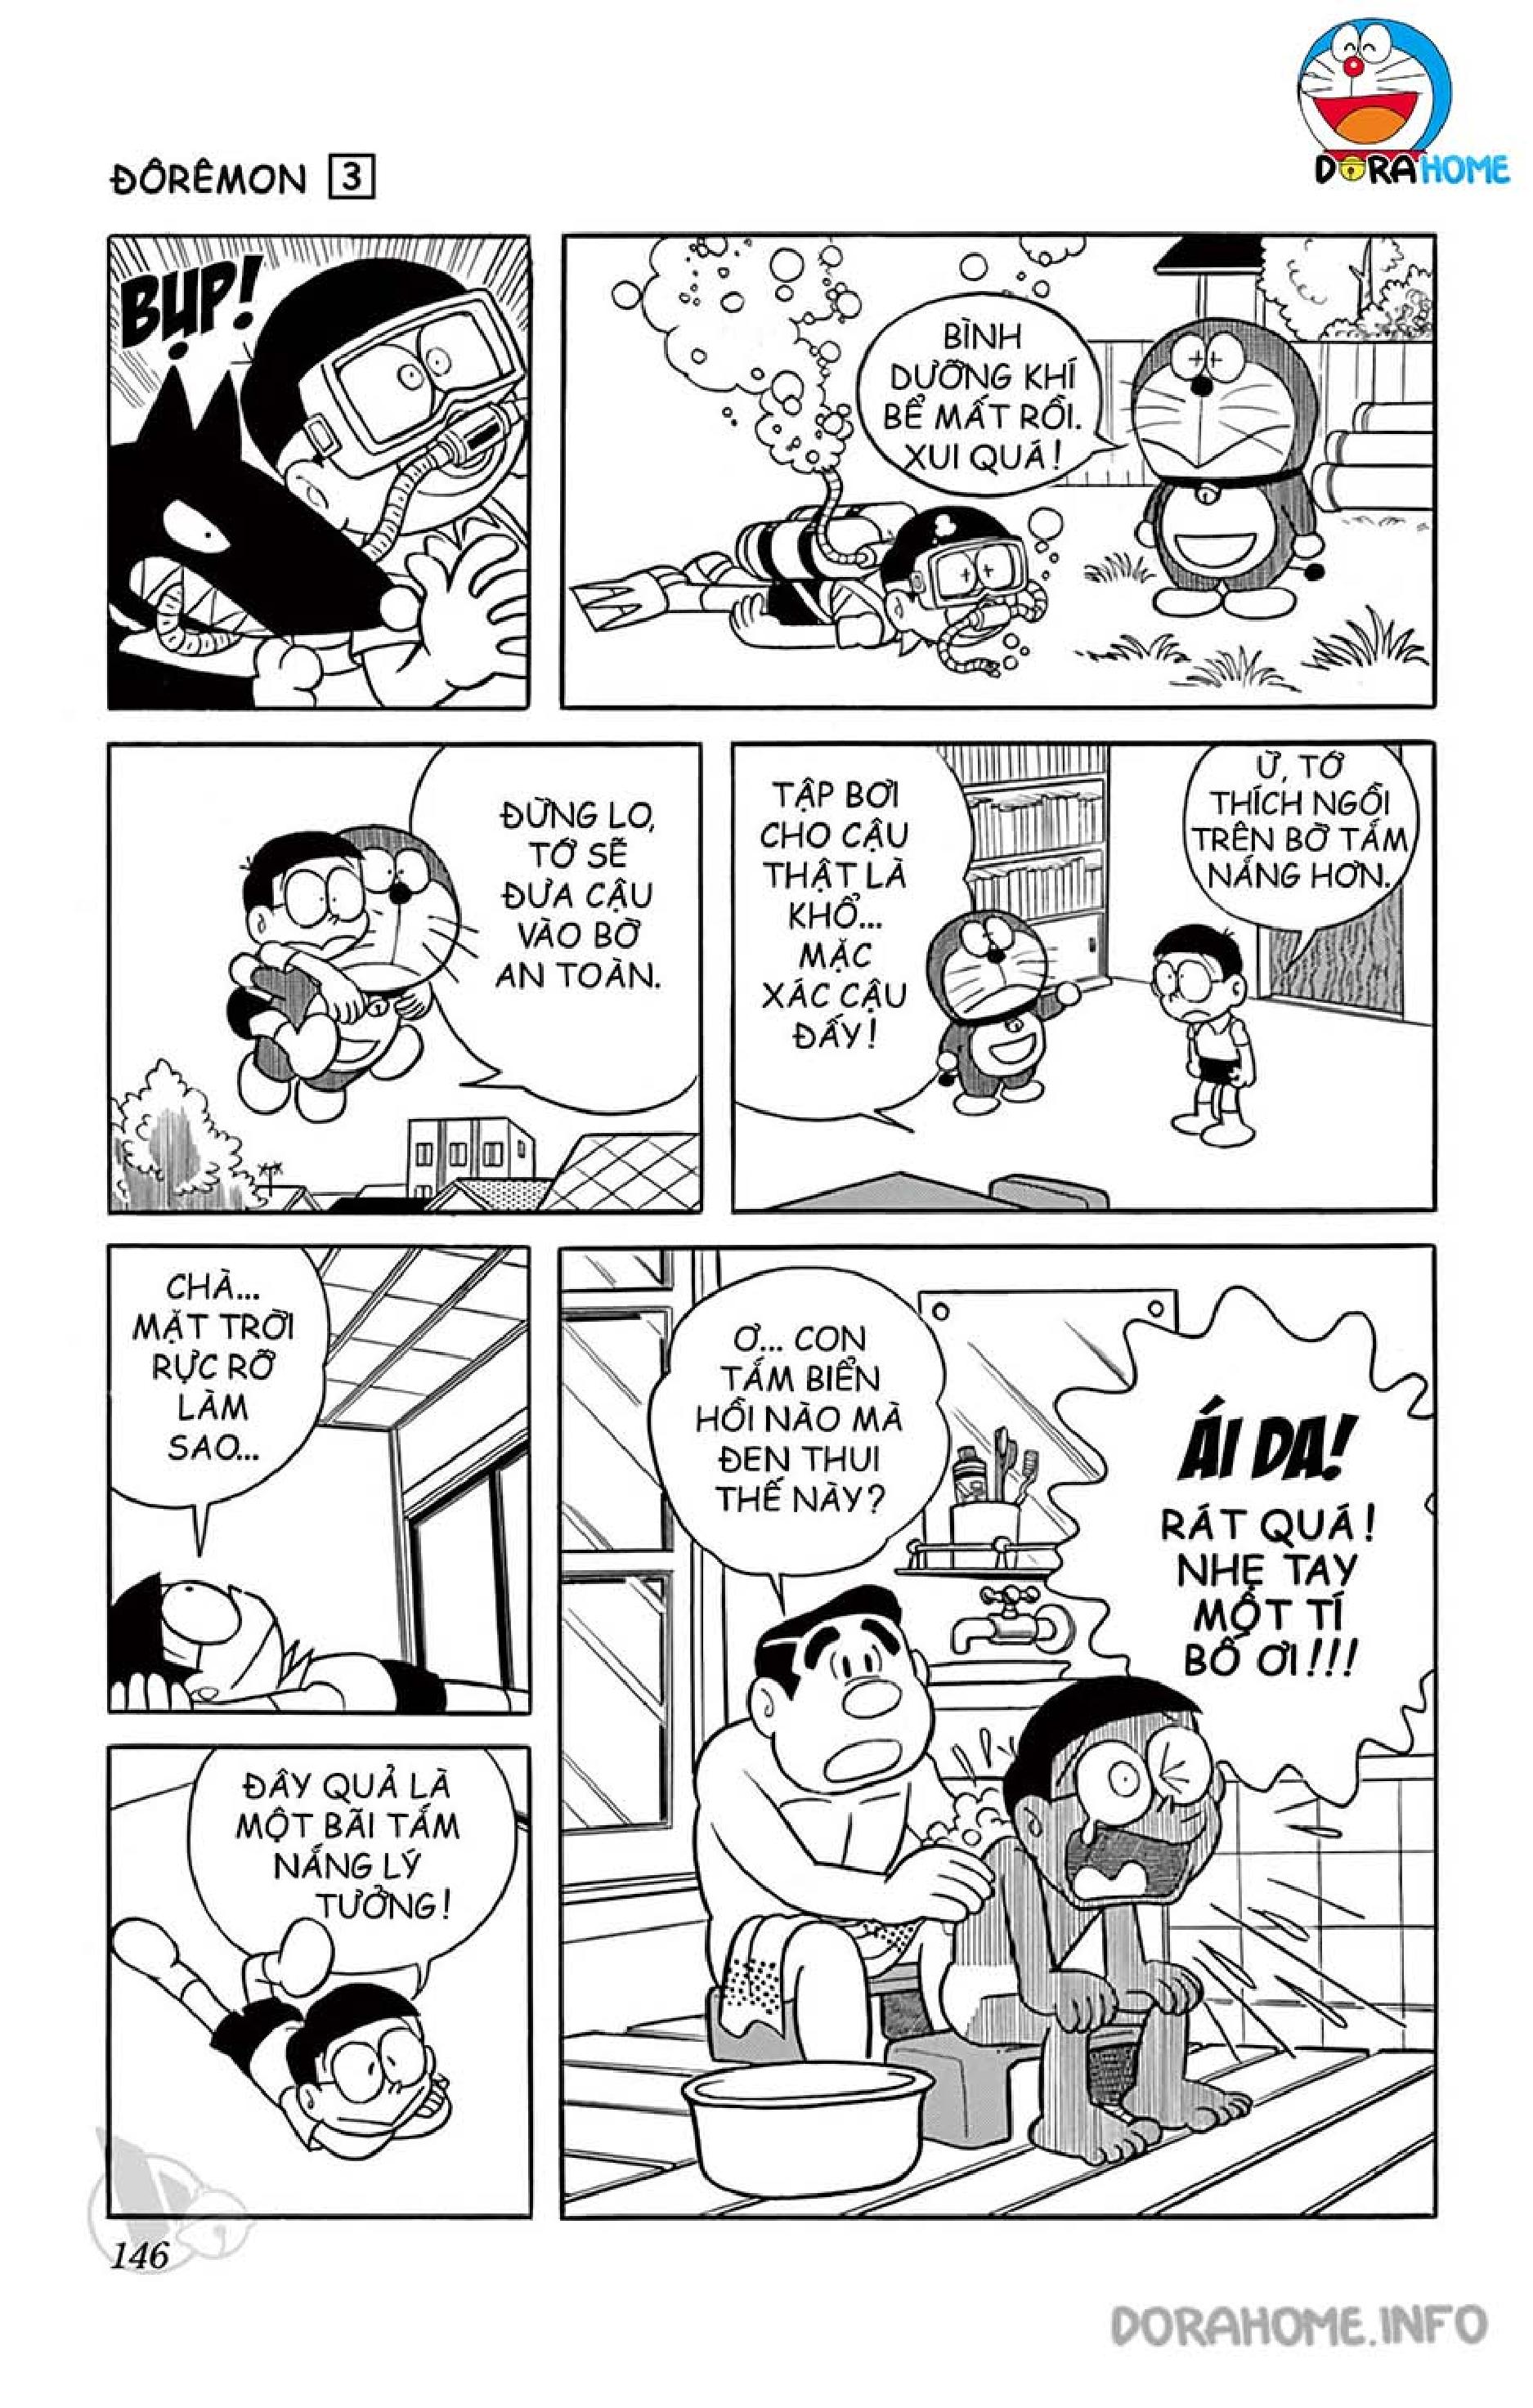 DORAHOME
ĐÔRÊMON 3
BỤP!
BÌNH
DƯỠNG KHÍ
BỂ MẤT RỒI.
XUI QUÁ!
ĐỪNG LO,
TỚ SẼ
ĐƯA CẬU
VÀO BỜ
AN TOÀN.
TẬP BƠI
CHO CẬU
THẬT LÀ
KHỔ...
MẶC
XÁC CẬU
ĐẤY!
Ừ, TỚ
THÍCH NGỒI
TRÊN BỜ TẮM
NẮNG HƠN.
CHÀ...
MẶT TRỜI
RỰC RỠ
LÀM
SAO...
ĐÂY QUẢ LÀ
MỘT BÃI TẮM
NẮNG LÝ
TƯỞNG!
Ơ... CON
TẮM BIỂN
HỒI NÀO MÀ
ĐEN THUI
THẾ NÀY?
ÁI DA!
RÁT QUÁ!
NHẸ TAY
MỘT TÍ
BỐ ƠI!!!
146
DORAHOME.INFO